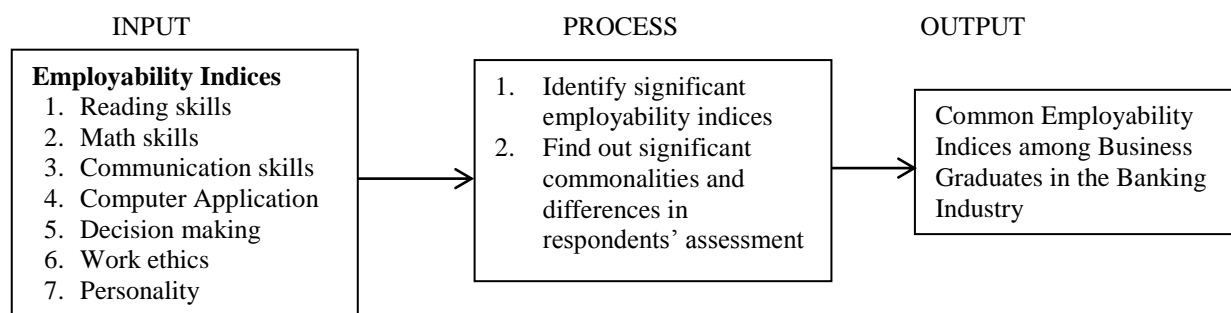 INPUT
PROCESS
OUTPUT
Employability Indices
1. Reading skills
2. Math skills
3. Communication skills
4. Computer Application
5. Decision making
6. Work ethics
7. Personality
1. Identify significant
employability indices
2. Find out significant
commonalities and
differences in
respondents’ assessment
Common Employability
Indices among Business
Graduates in the Banking
Industry